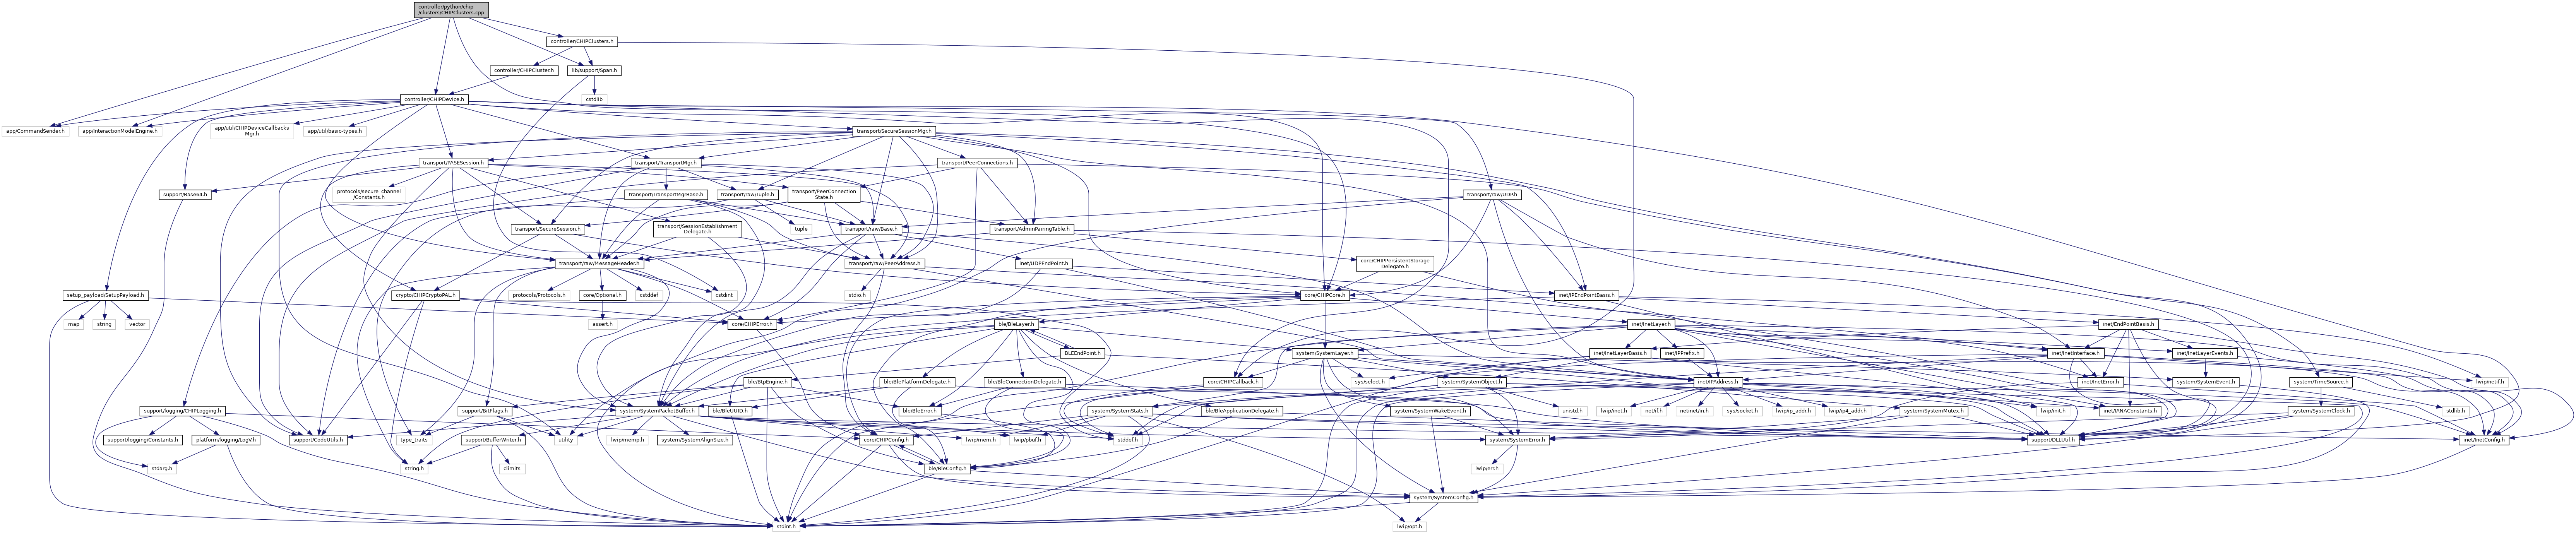 controller/python/chip
/clusters/CHIPClusters.cpp
controller/CHIPClusters.h
controller/CHIPCluster.h
lib/support/Span.h
controller/CHIPDevice.h
cstdlib
app/CommandSender.h
app/InteractionModelEngine.h
app/util/CHIPDeviceCallbacks
Mgr.h
app/util/basic-types.h
transport/SecureSessionMgr.h
transport/PASESession.h
transport/TransportMgr.h
transport/PeerConnections.h
support/Base64.h
protocols/secure_channel
/Constants.h
transport/TransportMgrBase.h
transport/raw/Tuple.h
transport/PeerConnection
State.h
transport/raw/UDP.h
transport/SecureSession.h
transport/SessionEstablishment
Delegate.h
tuple
transport/raw/Base.h
transport/AdminPairingTable.h
transport/raw/MessageHeader.h
transport/raw/PeerAddress.h
inet/UDPEndPoint.h
core/CHIPPersistentStorage
Delegate.h
setup_payload/SetupPayload.h
crypto/CHIPCryptoPAL.h
protocols/Protocols.h
core/Optional.h
cstddef
cstdint
stdio.h
core/CHIPCore.h
inet/IPEndPointBasis.h
map
string
vector
assert.h
core/CHIPError.h
ble/BleLayer.h
inet/InetLayer.h
inet/EndPointBasis.h
BLEEndPoint.h
system/SystemLayer.h
inet/InetLayerBasis.h
inet/IPPrefix.h
inet/InetInterface.h
inet/InetLayerEvents.h
ble/BtpEngine.h
ble/BlePlatformDelegate.h
ble/BleConnectionDelegate.h
core/CHIPCallback.h
sys/select.h
system/SystemObject.h
inet/IPAddress.h
inet/InetError.h
lwip/netif.h
system/SystemEvent.h
system/TimeSource.h
support/logging/CHIPLogging.h
support/BitFlags.h
system/SystemPacketBuffer.h
ble/BleUUID.h
ble/BleError.h
system/SystemStats.h
ble/BleApplicationDelegate.h
system/SystemWakeEvent.h
unistd.h
lwip/inet.h
net/if.h
netinet/in.h
sys/socket.h
lwip/ip_addr.h
lwip/ip4_addr.h
system/SystemMutex.h
lwip/init.h
inet/IANAConstants.h
system/SystemClock.h
stdlib.h
support/logging/Constants.h
platform/logging/LogV.h
support/CodeUtils.h
type_traits
support/BufferWriter.h
utility
lwip/memp.h
system/SystemAlignSize.h
core/CHIPConfig.h
lwip/mem.h
lwip/pbuf.h
stddef.h
system/SystemError.h
support/DLLUtil.h
inet/InetConfig.h
stdarg.h
string.h
climits
ble/BleConfig.h
lwip/err.h
system/SystemConfig.h
stdint.h
lwip/opt.h